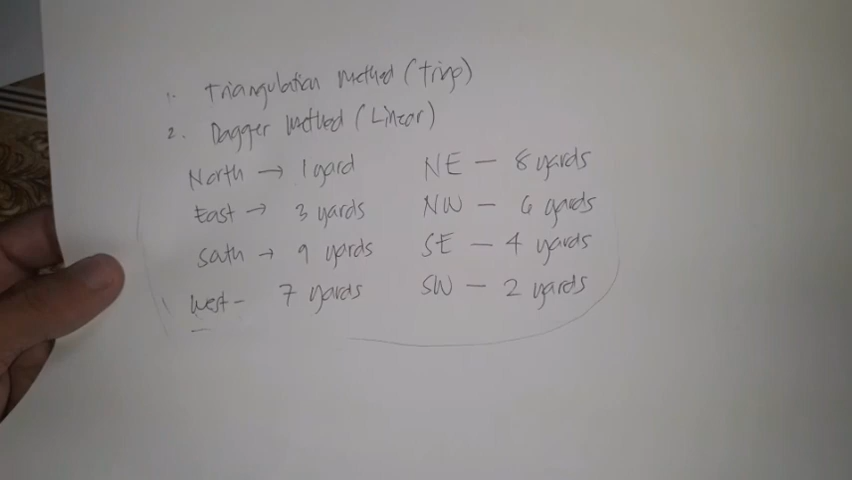 1. Triangulation Method (Trip)
2. Dagger Method (Linear)
North → 1 yard NE — 8 yards
East → 3 yards NW — 6 yards
South → 9 yards SE — 4 yards
West - 7 yards SW — 2 yards